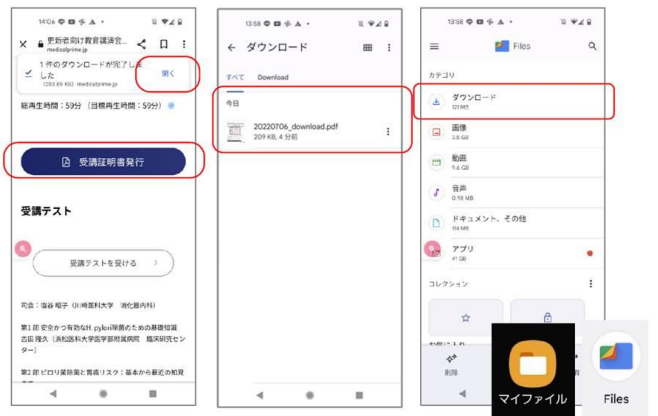 14:06
更新者向け教育講演会...
medicalprime.jp
1 件のダウンロードが完了しま
した
(283.89 KB) medicalprime.jp
開く
総再生時間：59分 （目標再生時間：59分）
受講証明書発行
受講テスト
受講テストを受ける
司会：塩谷 昭子（川崎医科大学　消化器内科）
第1部 安全かつ有効なH. pylori除菌のための基礎知識
古田 隆久（浜松医科大学医学部附属病院　臨床研究セン
ター）
第2部 ピロリ菌除菌と胃癌リスク：基本から最近の知見
13:58
ダウンロード
すべて Download
今日
20220706_download.pdf
209 KB, 4 分前
13:58
Files
カテゴリ
ダウンロード
121 MB
画像
動画
9.6 GB
音声
0.98 MB
ドキュメント、その他
114 MB
アプリ
41 GB
コレクション
お気に入り
削除
マイファイル
Files